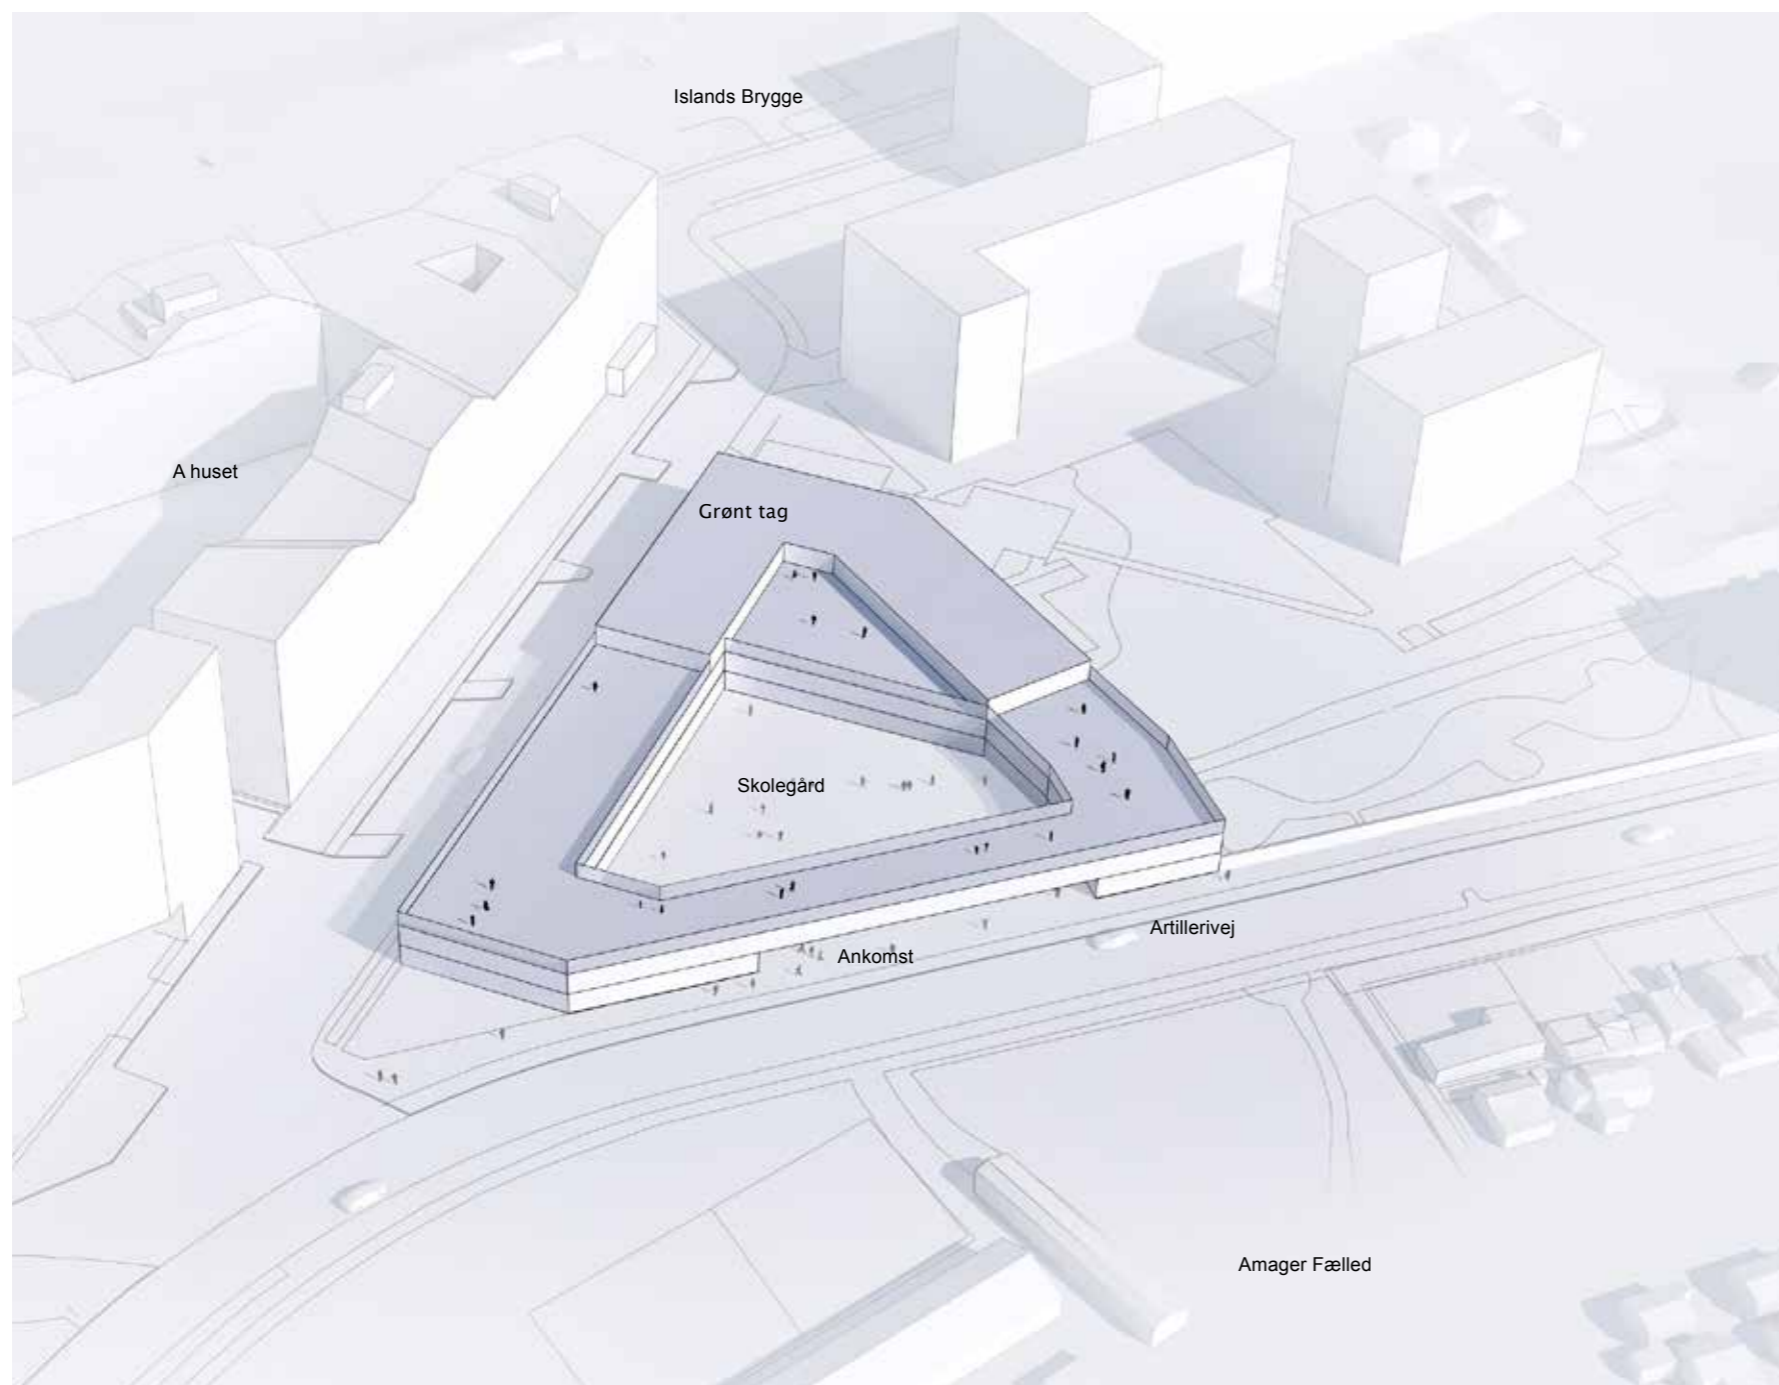 Islands Brygge
A huset
Grønt tag
Skolegård
Artillerivej
Ankomst
Amager Fælled